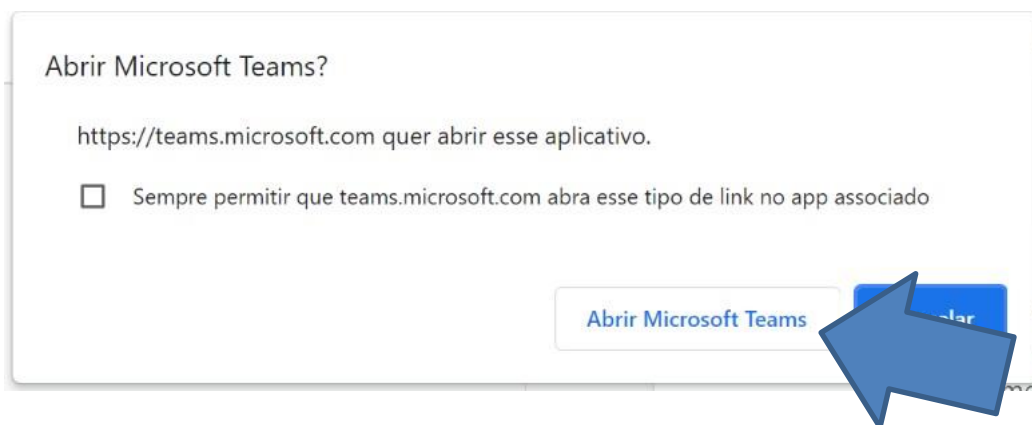 Abrir Microsoft Teams?
https://teams.microsoft.com quer abrir esse aplicativo.
Sempre permitir que teams.microsoft.com abra esse tipo de link no app associado
Abrir Microsoft Teams